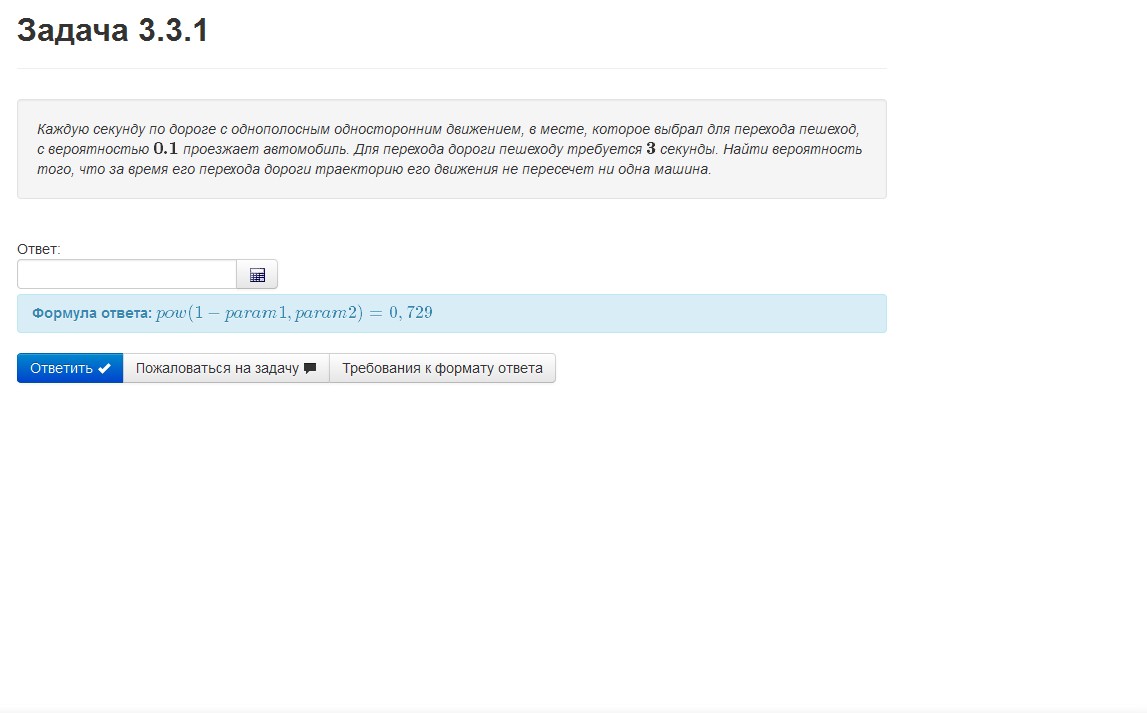 Задача 3.3.1
Каждую секунду по дороге с однополосным односторонним движением, в месте, которое выбрал для перехода пешеход,
с вероятностью 0.1 проезжает автомобиль. Для перехода дороги пешеходу требуется 3 секунды. Найти вероятность
того, что за время его перехода дороги траекторию его движения не пересечет ни одна машина.
Ответ:
Формула ответа: pow(1 − param1, param2) = 0, 729
Ответить
Пожаловаться на задачу
Требования к формату ответа